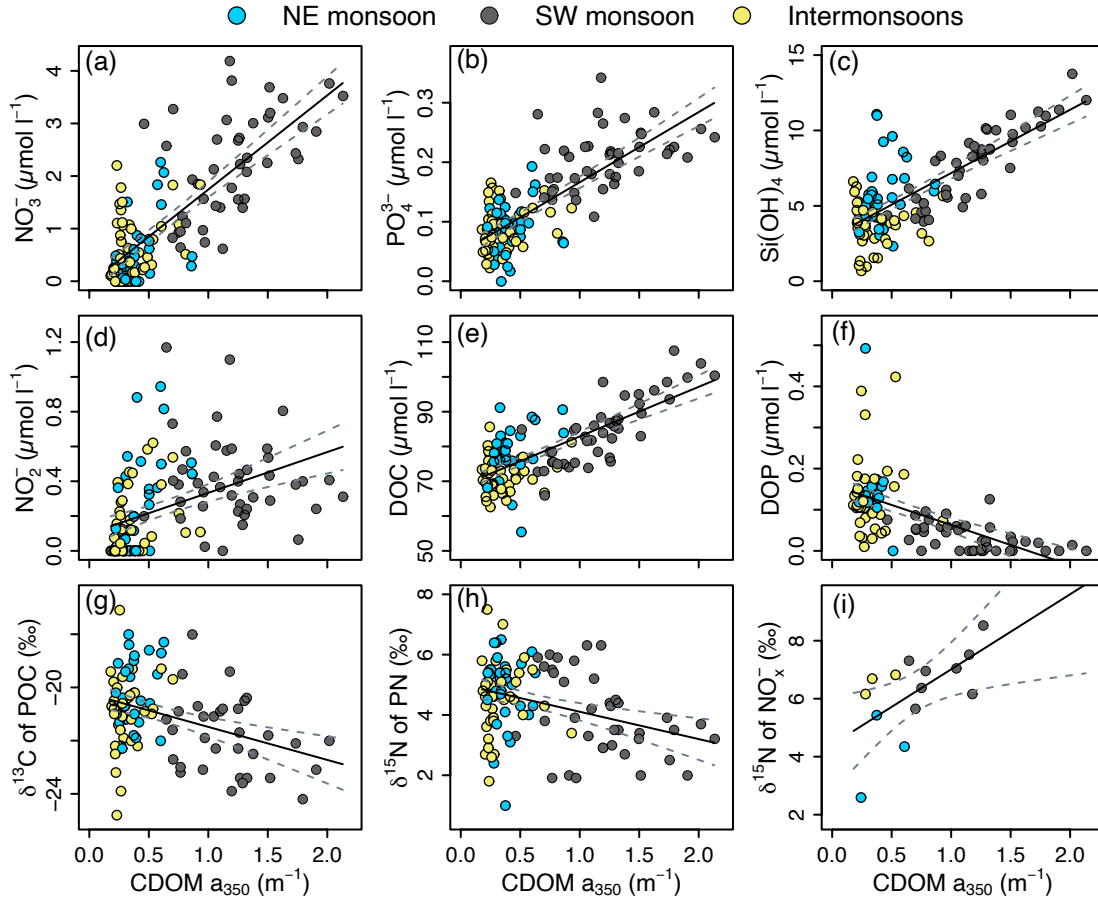 NE monsoon SW monsoon Intermonsoons
(a) (b) (c)
NO₃⁻ (µmol l⁻¹)
0 1 2 3 4
PO₄³⁻ (µmol l⁻¹)
0.0 0.1 0.2 0.3
Si(OH)₄ (µmol l⁻¹)
0 5 10 15
(d) (e) (f)
NO₂⁻ (µmol l⁻¹)
0.0 0.4 0.8 1.2
DOC (µmol l⁻¹)
50 70 90 110
DOP (µmol l⁻¹)
0.0 0.2 0.4
(g) (h) (i)
δ¹³C of POC (‰)
−24 −20
δ¹⁵N of PN (‰)
2 4 6 8
δ¹⁵N of NOₓ⁻ (‰)
2 4 6 8
0.0 0.5 1.0 1.5 2.0 0.0 0.5 1.0 1.5 2.0 0.0 0.5 1.0 1.5 2.0
CDOM a₃₅₀ (m⁻¹) CDOM a₃₅₀ (m⁻¹) CDOM a₃₅₀ (m⁻¹)